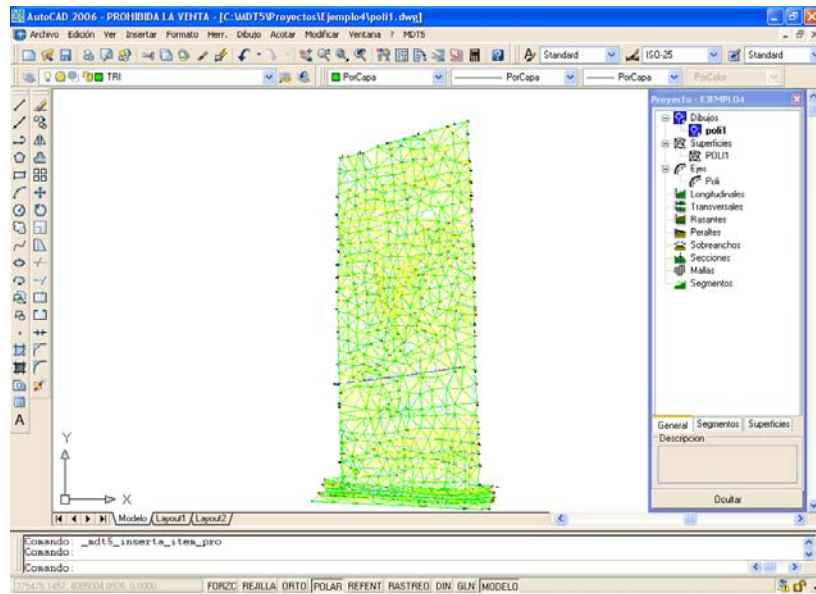 AutoCAD 2006 - PROHIBIDA LA VENTA - [C:\MDT5\Proyectos\Ejemplo4\poli1.dwg]
Archivo Edición Ver Insertar Formato Herr. Dibujo Acotar Modificar Ventana ? MDT5
Standard ISO-25 Standard
TRI PorCapa PorCapa PorCapa PorColor
Proyecto - EJEMPLO4
Dibujos
poli1
Superficies
POLI1
Ejes
Poli
Longitudinales
Transversales
Rasantes
Peraltes
Sobreanchos
Secciones
Mallas
Segmentos
General Segmentos Superficies
Descripcion
Ocultar
Y
X
A
Modelo Layout1 Layout2
Comando: _mdt5_inserta_item_pro
Comando:
Comando:
FORZC REJILLA ORTO POLAR REFENT RASTREO DIN GLN MODELO